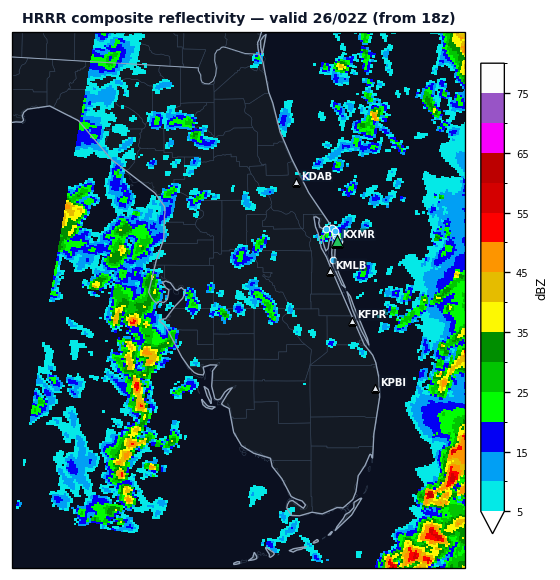 HRRR composite reflectivity — valid 26/02Z (from 18z)
KDAB
KXMR
KMLB
KFPR
KPBI
75
65
55
45
35
25
15
5
dBZ